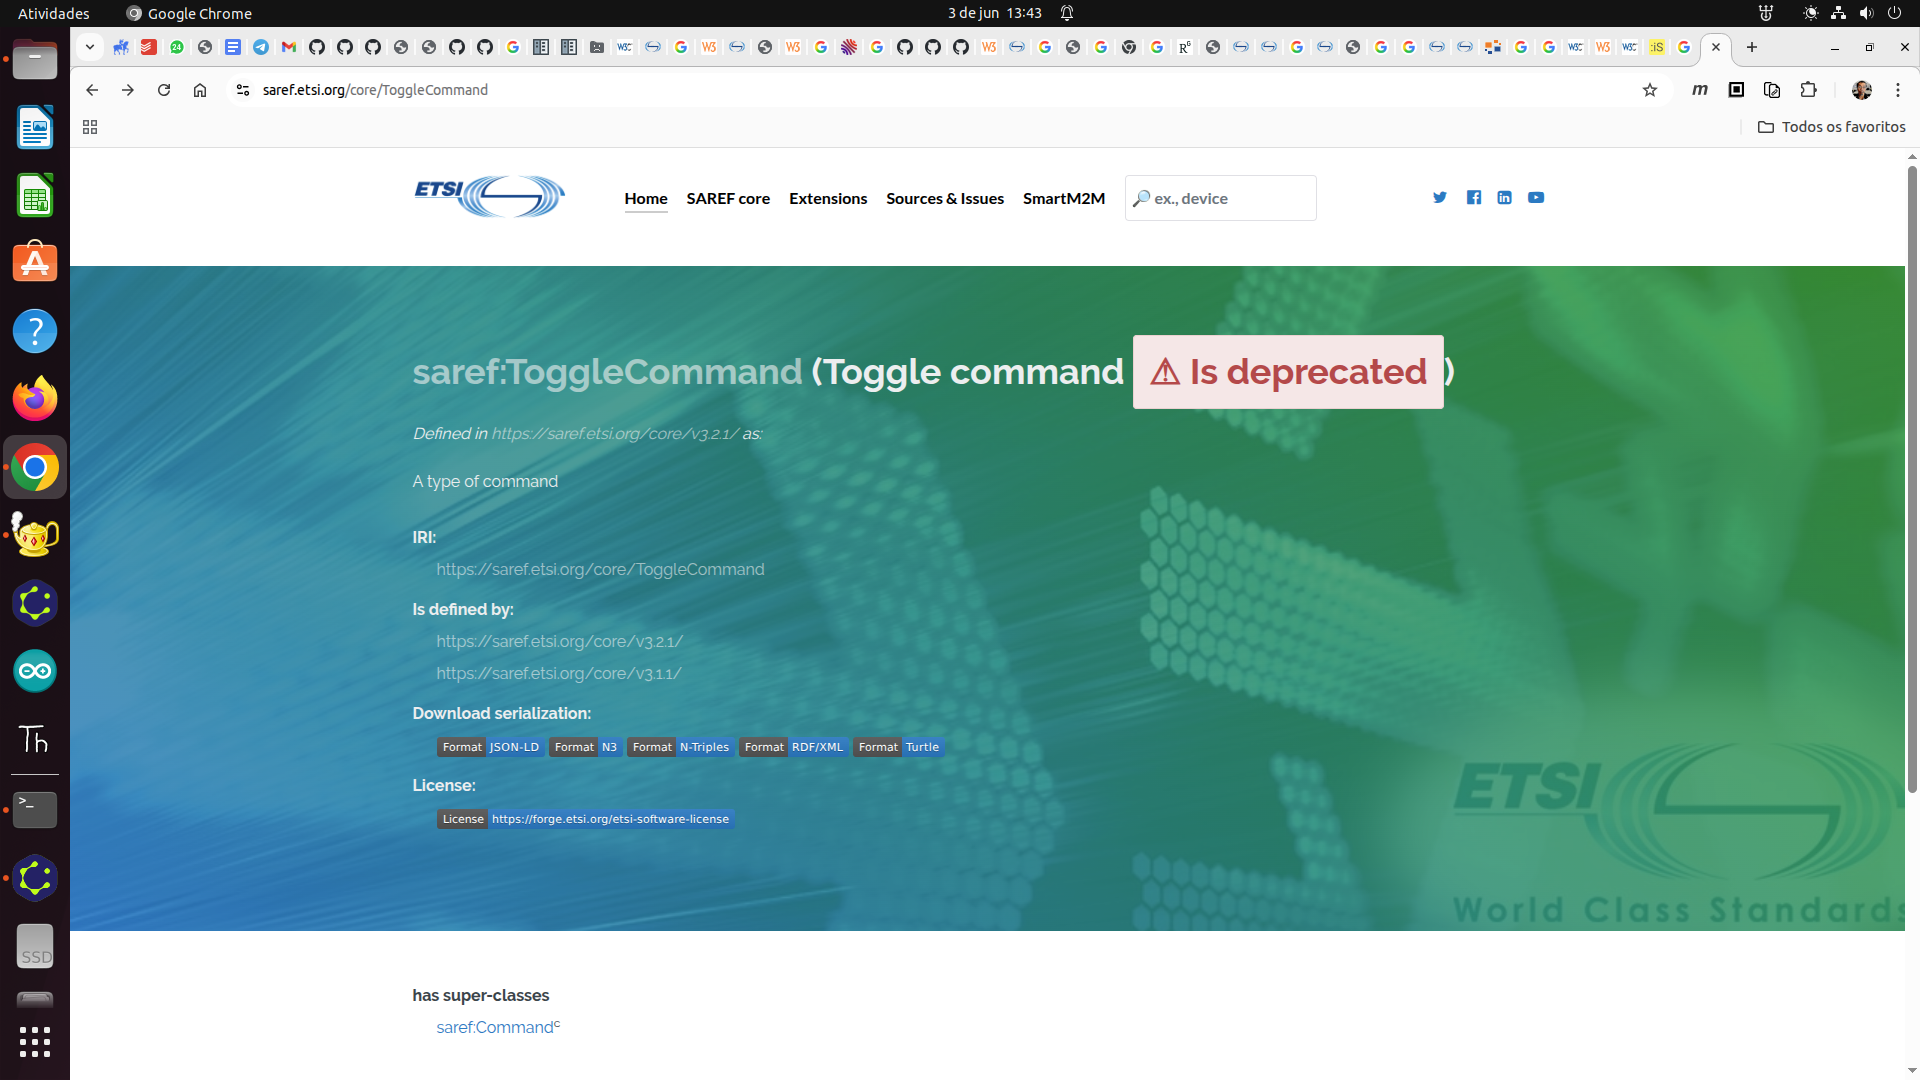 Atividades
Google Chrome
3 de jun 13:43
saref.etsi.org/core/ToggleCommand
Todos os favoritos
ETSI
Home
SAREF core
Extensions
Sources & Issues
SmartM2M
ex., device
saref:ToggleCommand (Toggle command ⚠ Is deprecated )
Defined in https://saref.etsi.org/core/v3.2.1/ as:
A type of command
IRI:
https://saref.etsi.org/core/ToggleCommand
Is defined by:
https://saref.etsi.org/core/v3.2.1/
https://saref.etsi.org/core/v3.1.1/
Download serialization:
Format JSON-LD Format N3 Format N-Triples Format RDF/XML Format Turtle
License:
License https://forge.etsi.org/etsi-software-license
ETSI
World Class Standards
has super-classes
saref:Commandc
SSD
Th